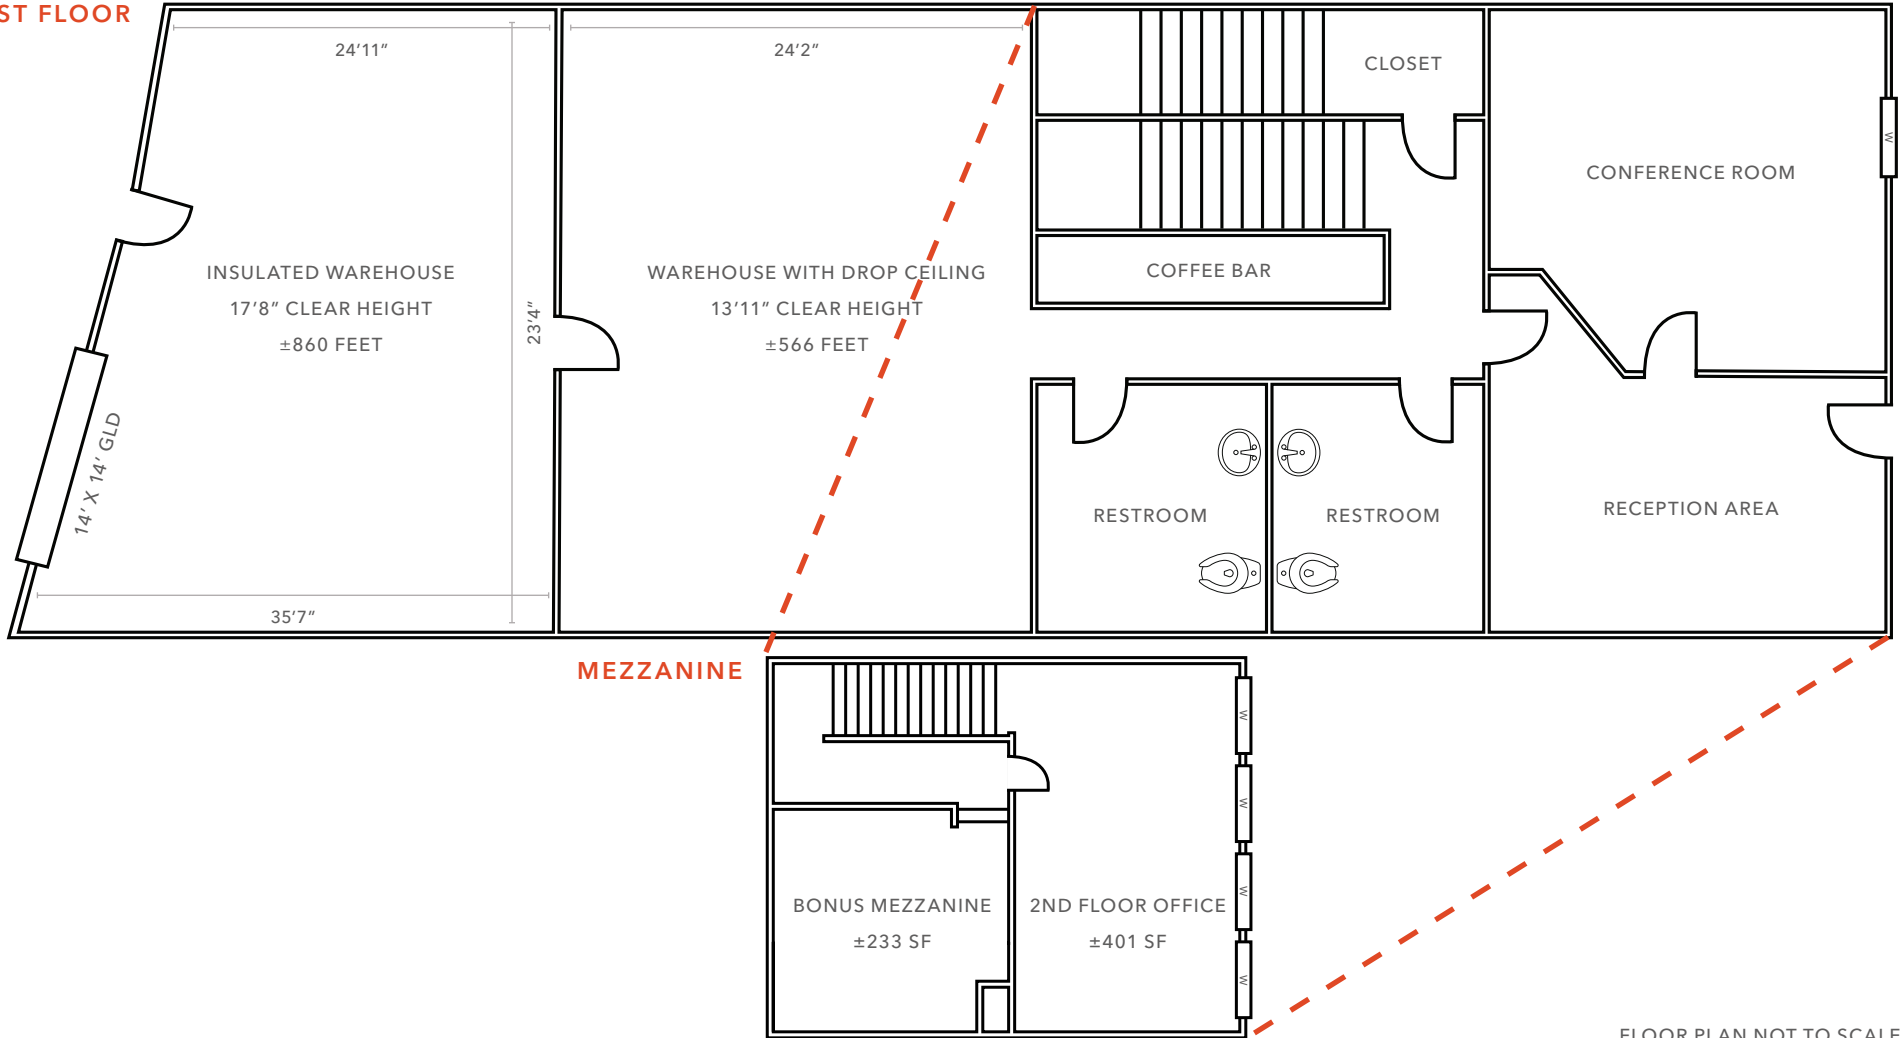 ST FLOOR
24'11"
24'2"
CLOSET
CONFERENCE ROOM
W
INSULATED WAREHOUSE
17'8" CLEAR HEIGHT
±860 FEET
23'4"
WAREHOUSE WITH DROP CEILING
13'11" CLEAR HEIGHT
±566 FEET
COFFEE BAR
14' X 14' GLD
RESTROOM
RESTROOM
RECEPTION AREA
35'7"
MEZZANINE
W
W
W
W
BONUS MEZZANINE
±233 SF
2ND FLOOR OFFICE
±401 SF
FLOOR PLAN NOT TO SCALE